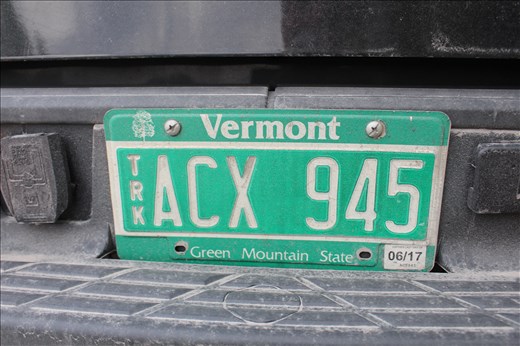 Vermont
TRK ACX 945
Green Mountain State 06/17